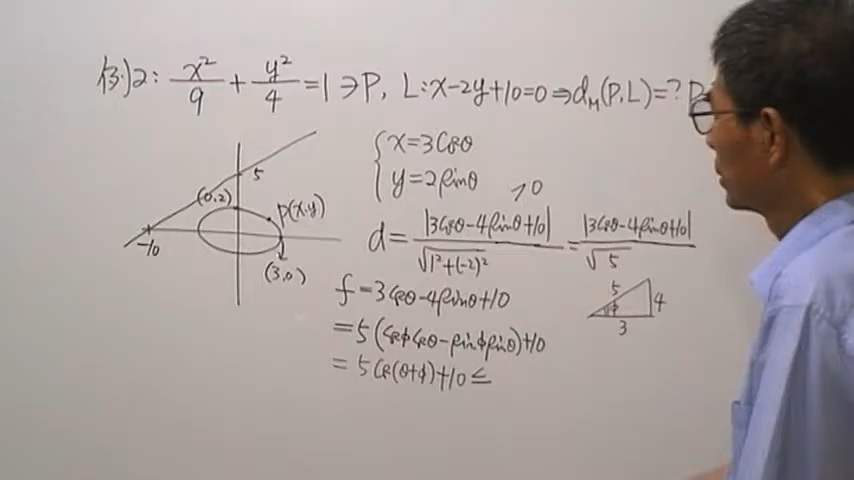 例2: x²/9 + y²/4 = 1 ∋ P, L: x-2y+10=0 ⇒ d_M(P,L)=? P
{ x=3cosθ
y=2sinθ
>0
d = |3cosθ-4sinθ+10| / √(1²+(-2)²) = |3cosθ-4sinθ+10| / √5
f = 3cosθ-4sinθ+10
= 5(cosφcosθ-sinφsinθ)+10
= 5cos(θ+φ)+10 ≤
5
(0,2)
P(x,y)
-10
(3,0)
5
φ
4
3